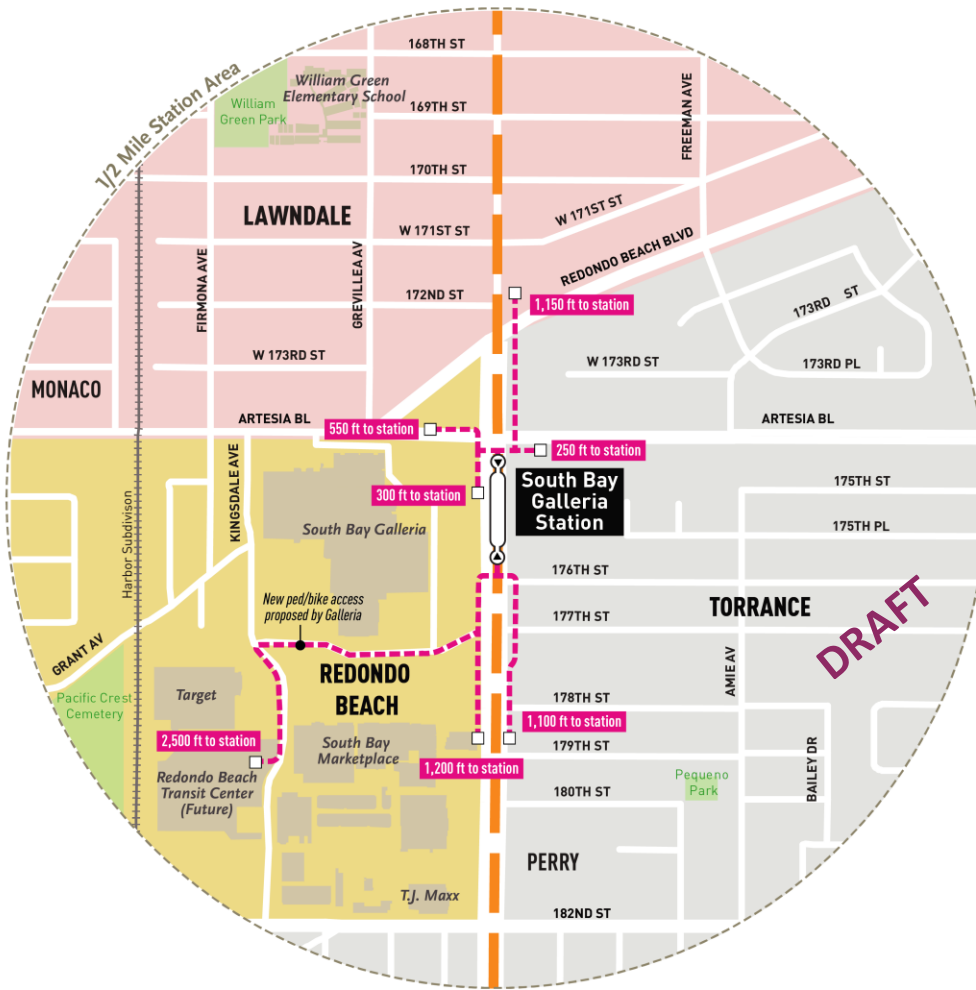 1/2 Mile Station Area
168TH ST
William Green
Elementary School
William
Green Park
169TH ST
FREEMAN AVE
170TH ST
LAWNDALE
W 171ST ST
W 171ST ST
REDONDO BEACH BLVD
FIRMONA AVE
GREVILLEA AV
172ND ST
1,150 ft to station
173RD ST
W 173RD ST
W 173RD ST
173RD PL
MONACO
ARTESIA BL
550 ft to station
ARTESIA BL
250 ft to station
KINGSDALE AVE
300 ft to station
South Bay
Galleria
Station
175TH ST
South Bay Galleria
175TH PL
Harbor Subdivison
176TH ST
New ped/bike access
proposed by Galleria
177TH ST
TORRANCE
DRAFT
GRANT AV
REDONDO
BEACH
AMIE AV
Pacific Crest
Cemetery
Target
178TH ST
1,100 ft to station
2,500 ft to station
South Bay
Marketplace
179TH ST
1,200 ft to station
Redondo Beach
Transit Center
(Future)
Pequeno
Park
BAILEY DR
180TH ST
PERRY
T.J. Maxx
182ND ST